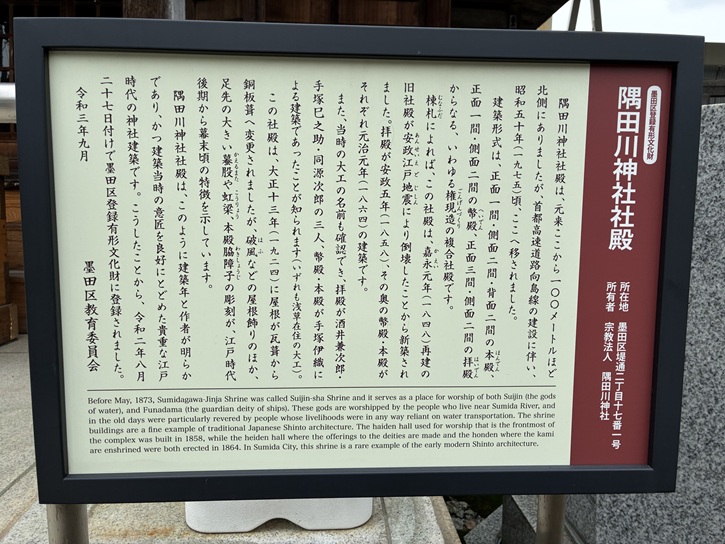 墨田区登録有形文化財
隅田川神社社殿
所在地　墨田区堤通二丁目十七番一号
所有者　宗教法人　隅田川神社
隅田川神社社殿は、元来ここから一〇〇メートルほど
北側にありましたが、首都高速道路向島線の建設に伴い、
昭和五十年（一九七五）頃、ここへ移されました。
建築形式は、正面一間・側面二間・背面二間の本殿、
正面一間・側面二間の幣殿、正面三間・側面二間の拝殿
からなる、いわゆる権現造の複合社殿です。
棟札によれば、この社殿は、嘉永元年（一八四八）再建の
旧社殿が安政江戸地震により倒壊したことから新築され
ました。拝殿が安政五年（一八五八）、その奥の幣殿・本殿が
それぞれ元治元年（一八六四）の建築です。
また、当時の大工の名前も確認でき、拝殿が酒井兼次郎・
手塚巳之助・同源次郎の三人、幣殿・本殿が手塚伊織に
よる建築であったことが知られます（いずれも浅草在住の大工）。
この社殿は、大正十三年（一九二四）に屋根が瓦葺から
銅板葺へ変更されましたが、破風などの屋根飾りのほか、
足先の大きい蟇股や虹梁、本殿脇障子の彫刻が、江戸時代
後期から幕末頃の特徴を示しています。
隅田川神社社殿は、このように建築年と作者が明らか
であり、かつ建築当時の意匠を良好にとどめた貴重な江戸
時代の神社建築です。こうしたことから、令和二年八月
二十七日付けで墨田区登録有形文化財に登録されました。
令和三年九月
墨田区教育委員会
Before May, 1873, Sumidagawa-Jinja Shrine was called Suijin-sha Shrine and it serves as a place for worship of both Suijin (the gods
of water), and Funadama (the guardian deity of ships). These gods are worshipped by the people who live near Sumida River, and
in the old days were particularly revered by people whose livelihoods were in any way reliant on water transportation. The shrine
buildings are a fine example of traditional Japanese Shinto architecture. The haiden hall used for worship that is the frontmost of
the complex was built in 1858, while the heiden hall where the offerings to the deities are made and the honden where the kami
are enshrined were both erected in 1864. In Sumida City, this shrine is a rare example of the early modern Shinto architecture.